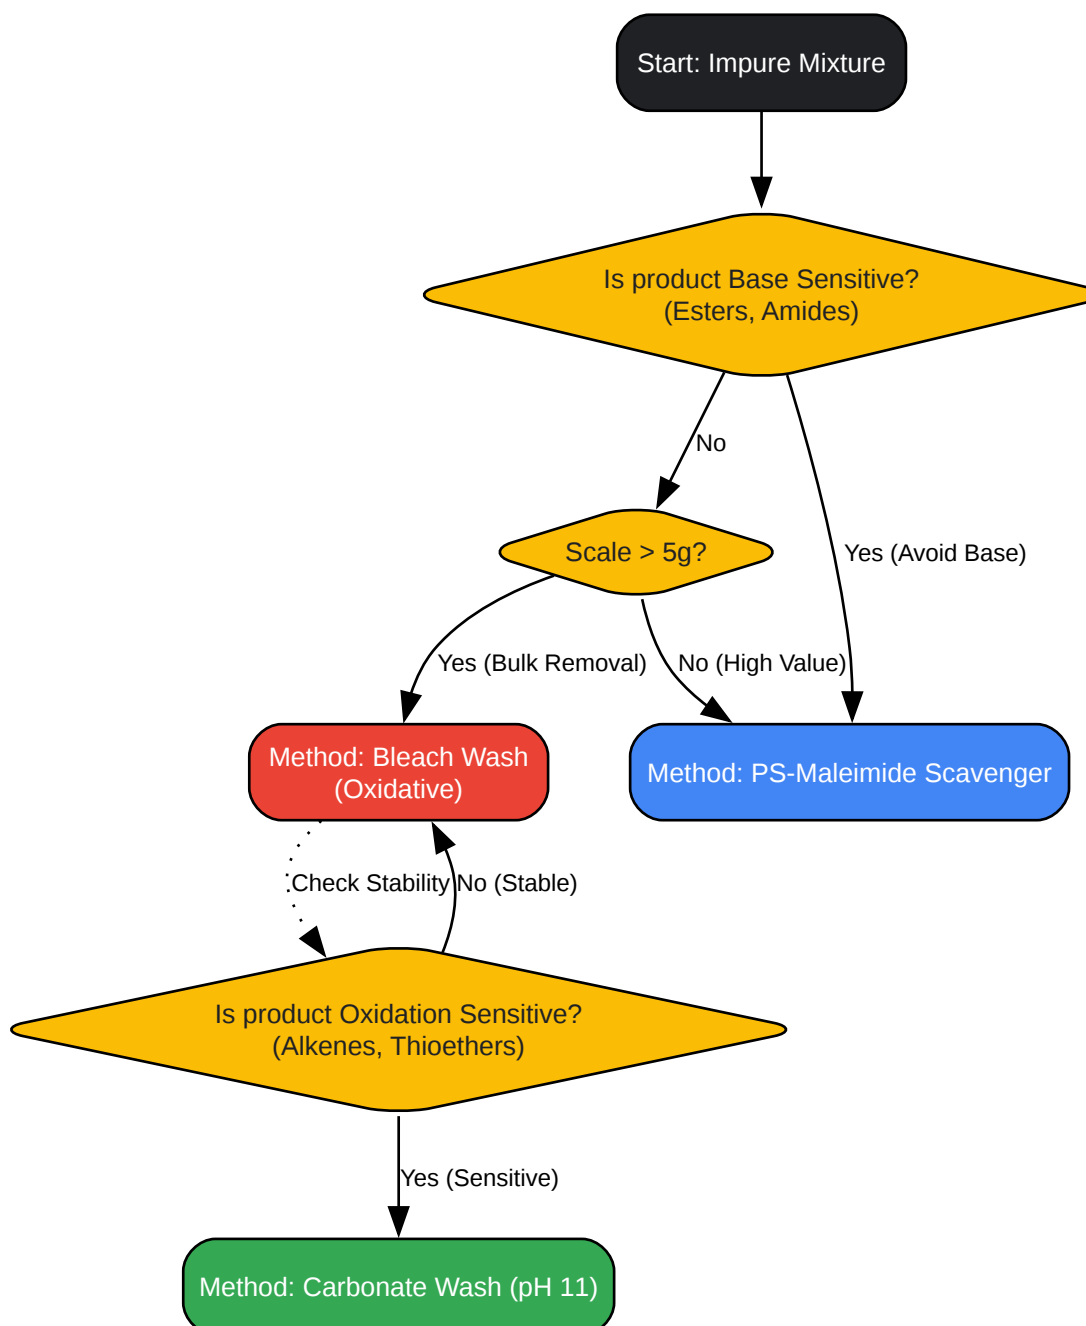 Start: Impure Mixture
Is product Base Sensitive?
(Esters, Amides)
No
Scale > 5g?
Yes (Avoid Base)
Yes (Bulk Removal)
No (High Value)
Method: Bleach Wash
(Oxidative)
Method: PS-Maleimide Scavenger
Check Stability
No (Stable)
Is product Oxidation Sensitive?
(Alkenes, Thioethers)
Yes (Sensitive)
Method: Carbonate Wash (pH 11)